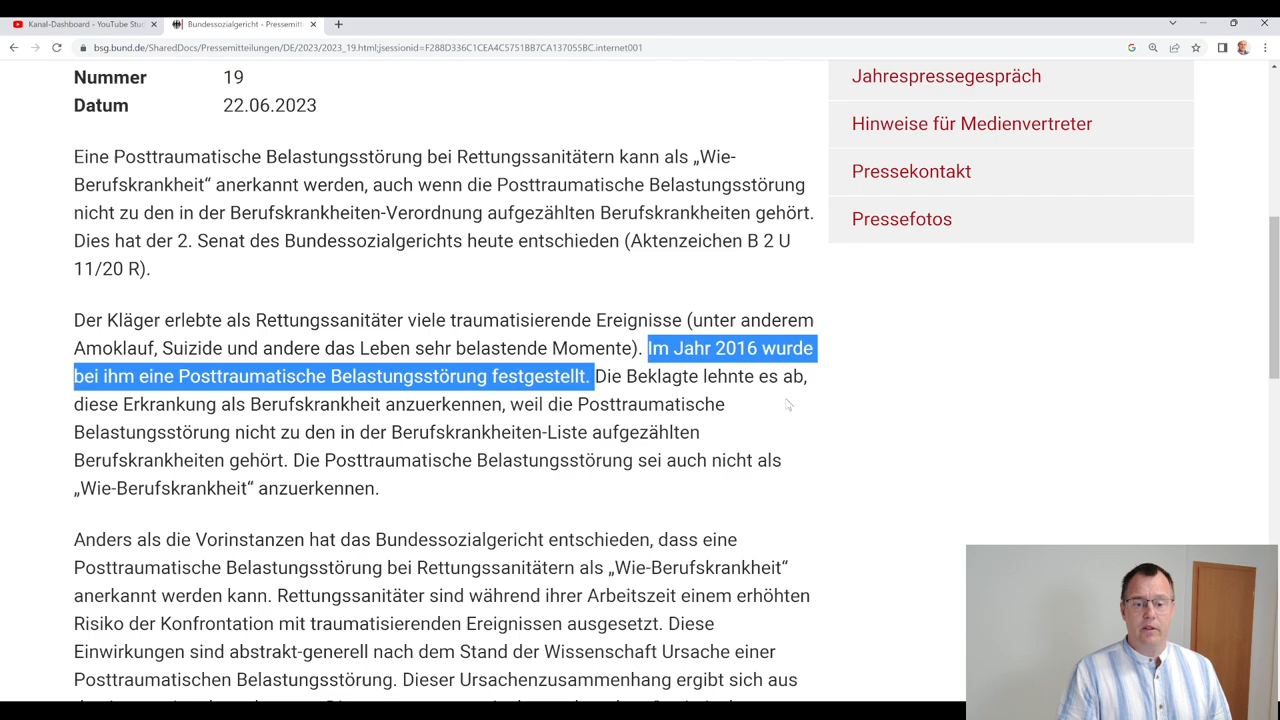 Kanal-Dashboard - YouTube Stu
Bundessozialgericht - Pressemitt
bsg.bund.de/SharedDocs/Pressemitteilungen/DE/2023/2023_19.html;jsessionid=F288D336C1CEA4C5751BB7CA137055BC.internet001
Nummer 19
Datum 22.06.2023
Eine Posttraumatische Belastungsstörung bei Rettungssanitätern kann als „Wie-
Berufskrankheit“ anerkannt werden, auch wenn die Posttraumatische Belastungsstörung
nicht zu den in der Berufskrankheiten-Verordnung aufgezählten Berufskrankheiten gehört.
Dies hat der 2. Senat des Bundessozialgerichts heute entschieden (Aktenzeichen B 2 U
11/20 R).
Der Kläger erlebte als Rettungssanitäter viele traumatisierende Ereignisse (unter anderem
Amoklauf, Suizide und andere das Leben sehr belastende Momente). Im Jahr 2016 wurde
bei ihm eine Posttraumatische Belastungsstörung festgestellt. Die Beklagte lehnte es ab,
diese Erkrankung als Berufskrankheit anzuerkennen, weil die Posttraumatische
Belastungsstörung nicht zu den in der Berufskrankheiten-Liste aufgezählten
Berufskrankheiten gehört. Die Posttraumatische Belastungsstörung sei auch nicht als
„Wie-Berufskrankheit“ anzuerkennen.
Anders als die Vorinstanzen hat das Bundessozialgericht entschieden, dass eine
Posttraumatische Belastungsstörung bei Rettungssanitätern als „Wie-Berufskrankheit“
anerkannt werden kann. Rettungssanitäter sind während ihrer Arbeitszeit einem erhöhten
Risiko der Konfrontation mit traumatisierenden Ereignissen ausgesetzt. Diese
Einwirkungen sind abstrakt-generell nach dem Stand der Wissenschaft Ursache einer
Posttraumatischen Belastungsstörung. Dieser Ursachenzusammenhang ergibt sich aus
Jahrespressegespräch
Hinweise für Medienvertreter
Pressekontakt
Pressefotos